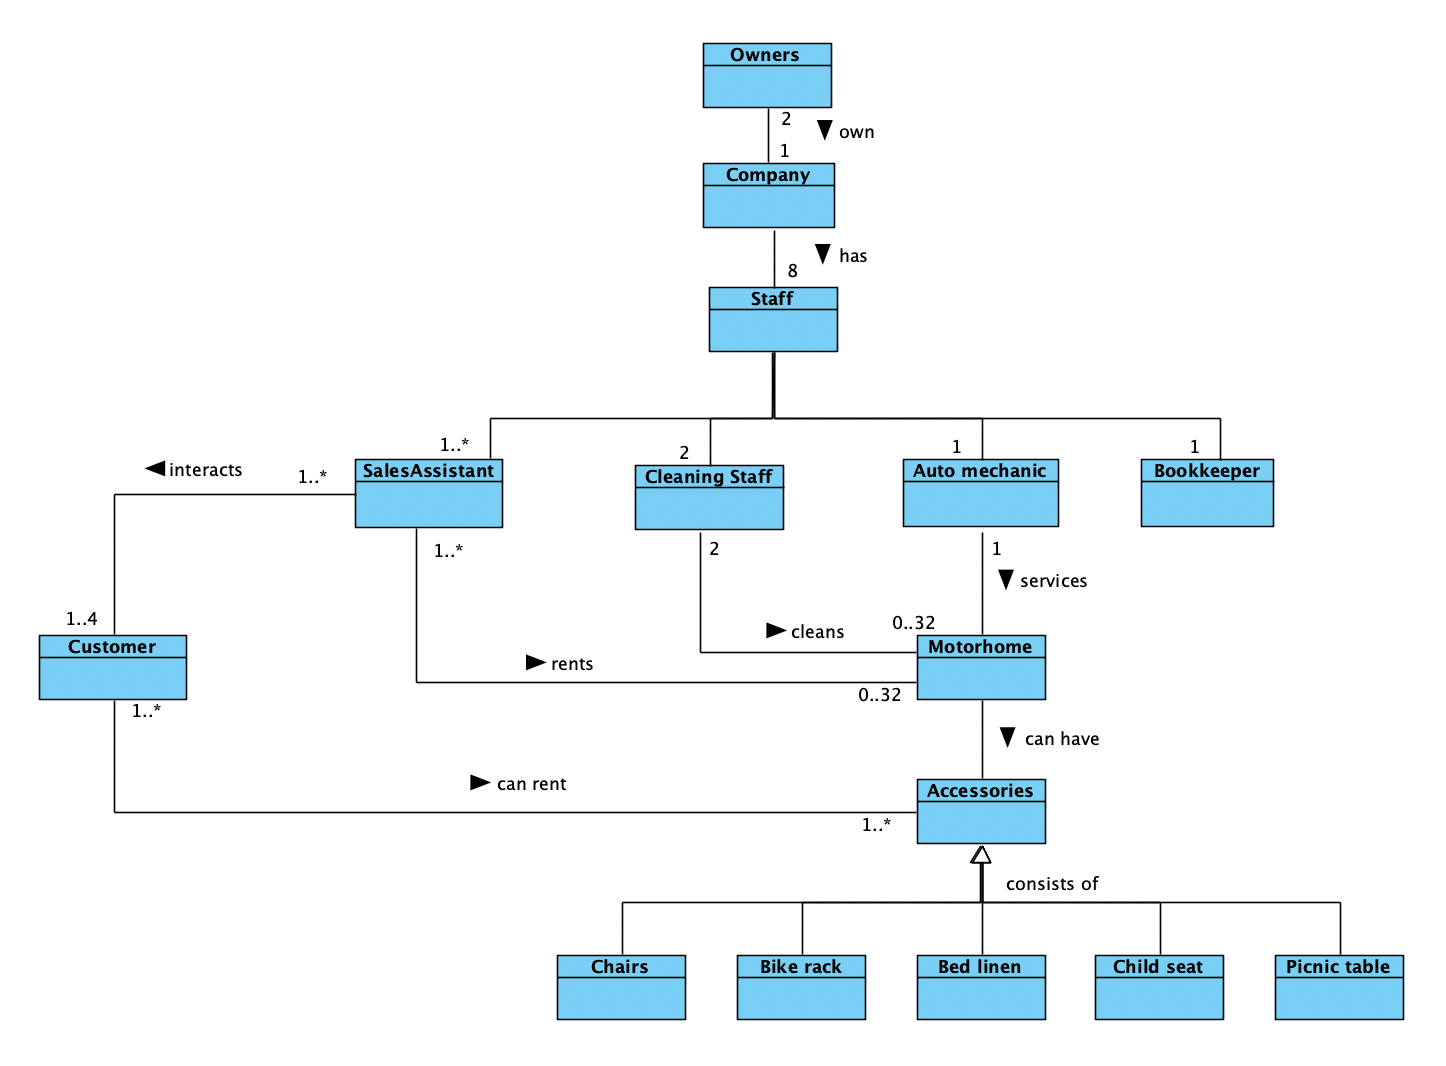 Owners
2
own
1
Company
has
8
Staff
1..*
2
1
1
interacts
1..*
SalesAssistant
Cleaning Staff
Auto mechanic
Bookkeeper
1..*
2
1
services
1..4
0..32
cleans
Customer
Motorhome
rents
0..32
1..*
can have
can rent
Accessories
1..*
consists of
Chairs
Bike rack
Bed linen
Child seat
Picnic table